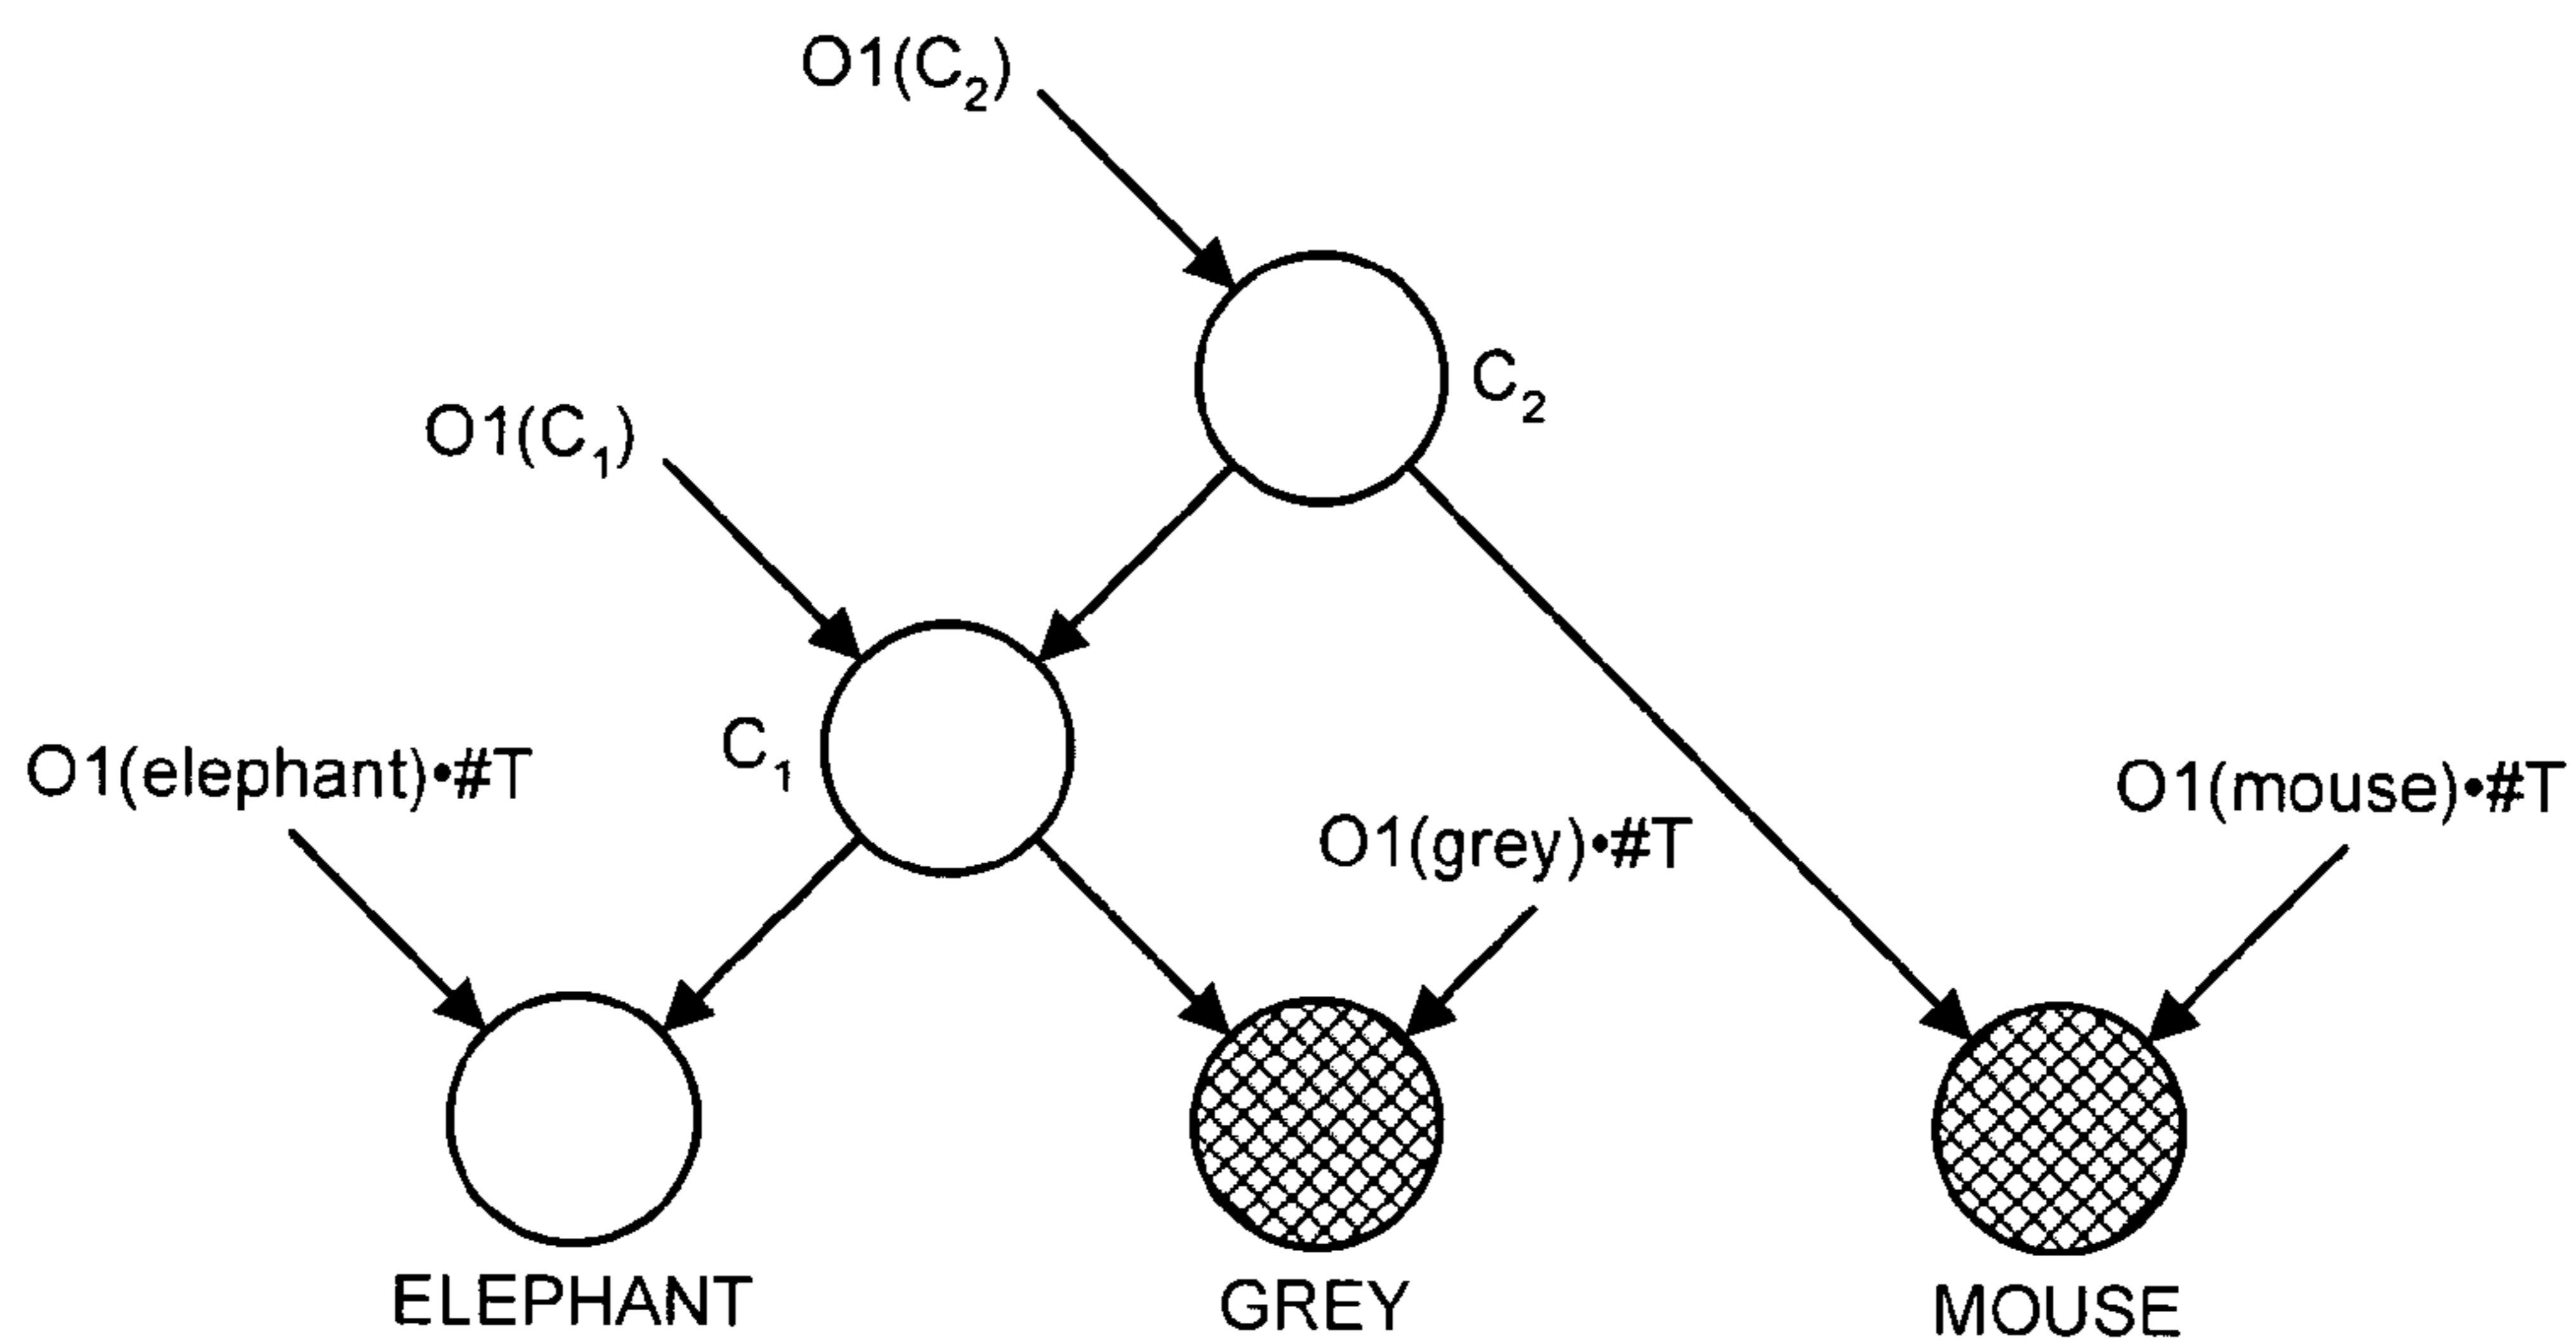 O1(C₂)
C₂
O1(C₁)
C₁
O1(elephant)•#T
O1(grey)•#T
O1(mouse)•#T
ELEPHANT
GREY
MOUSE